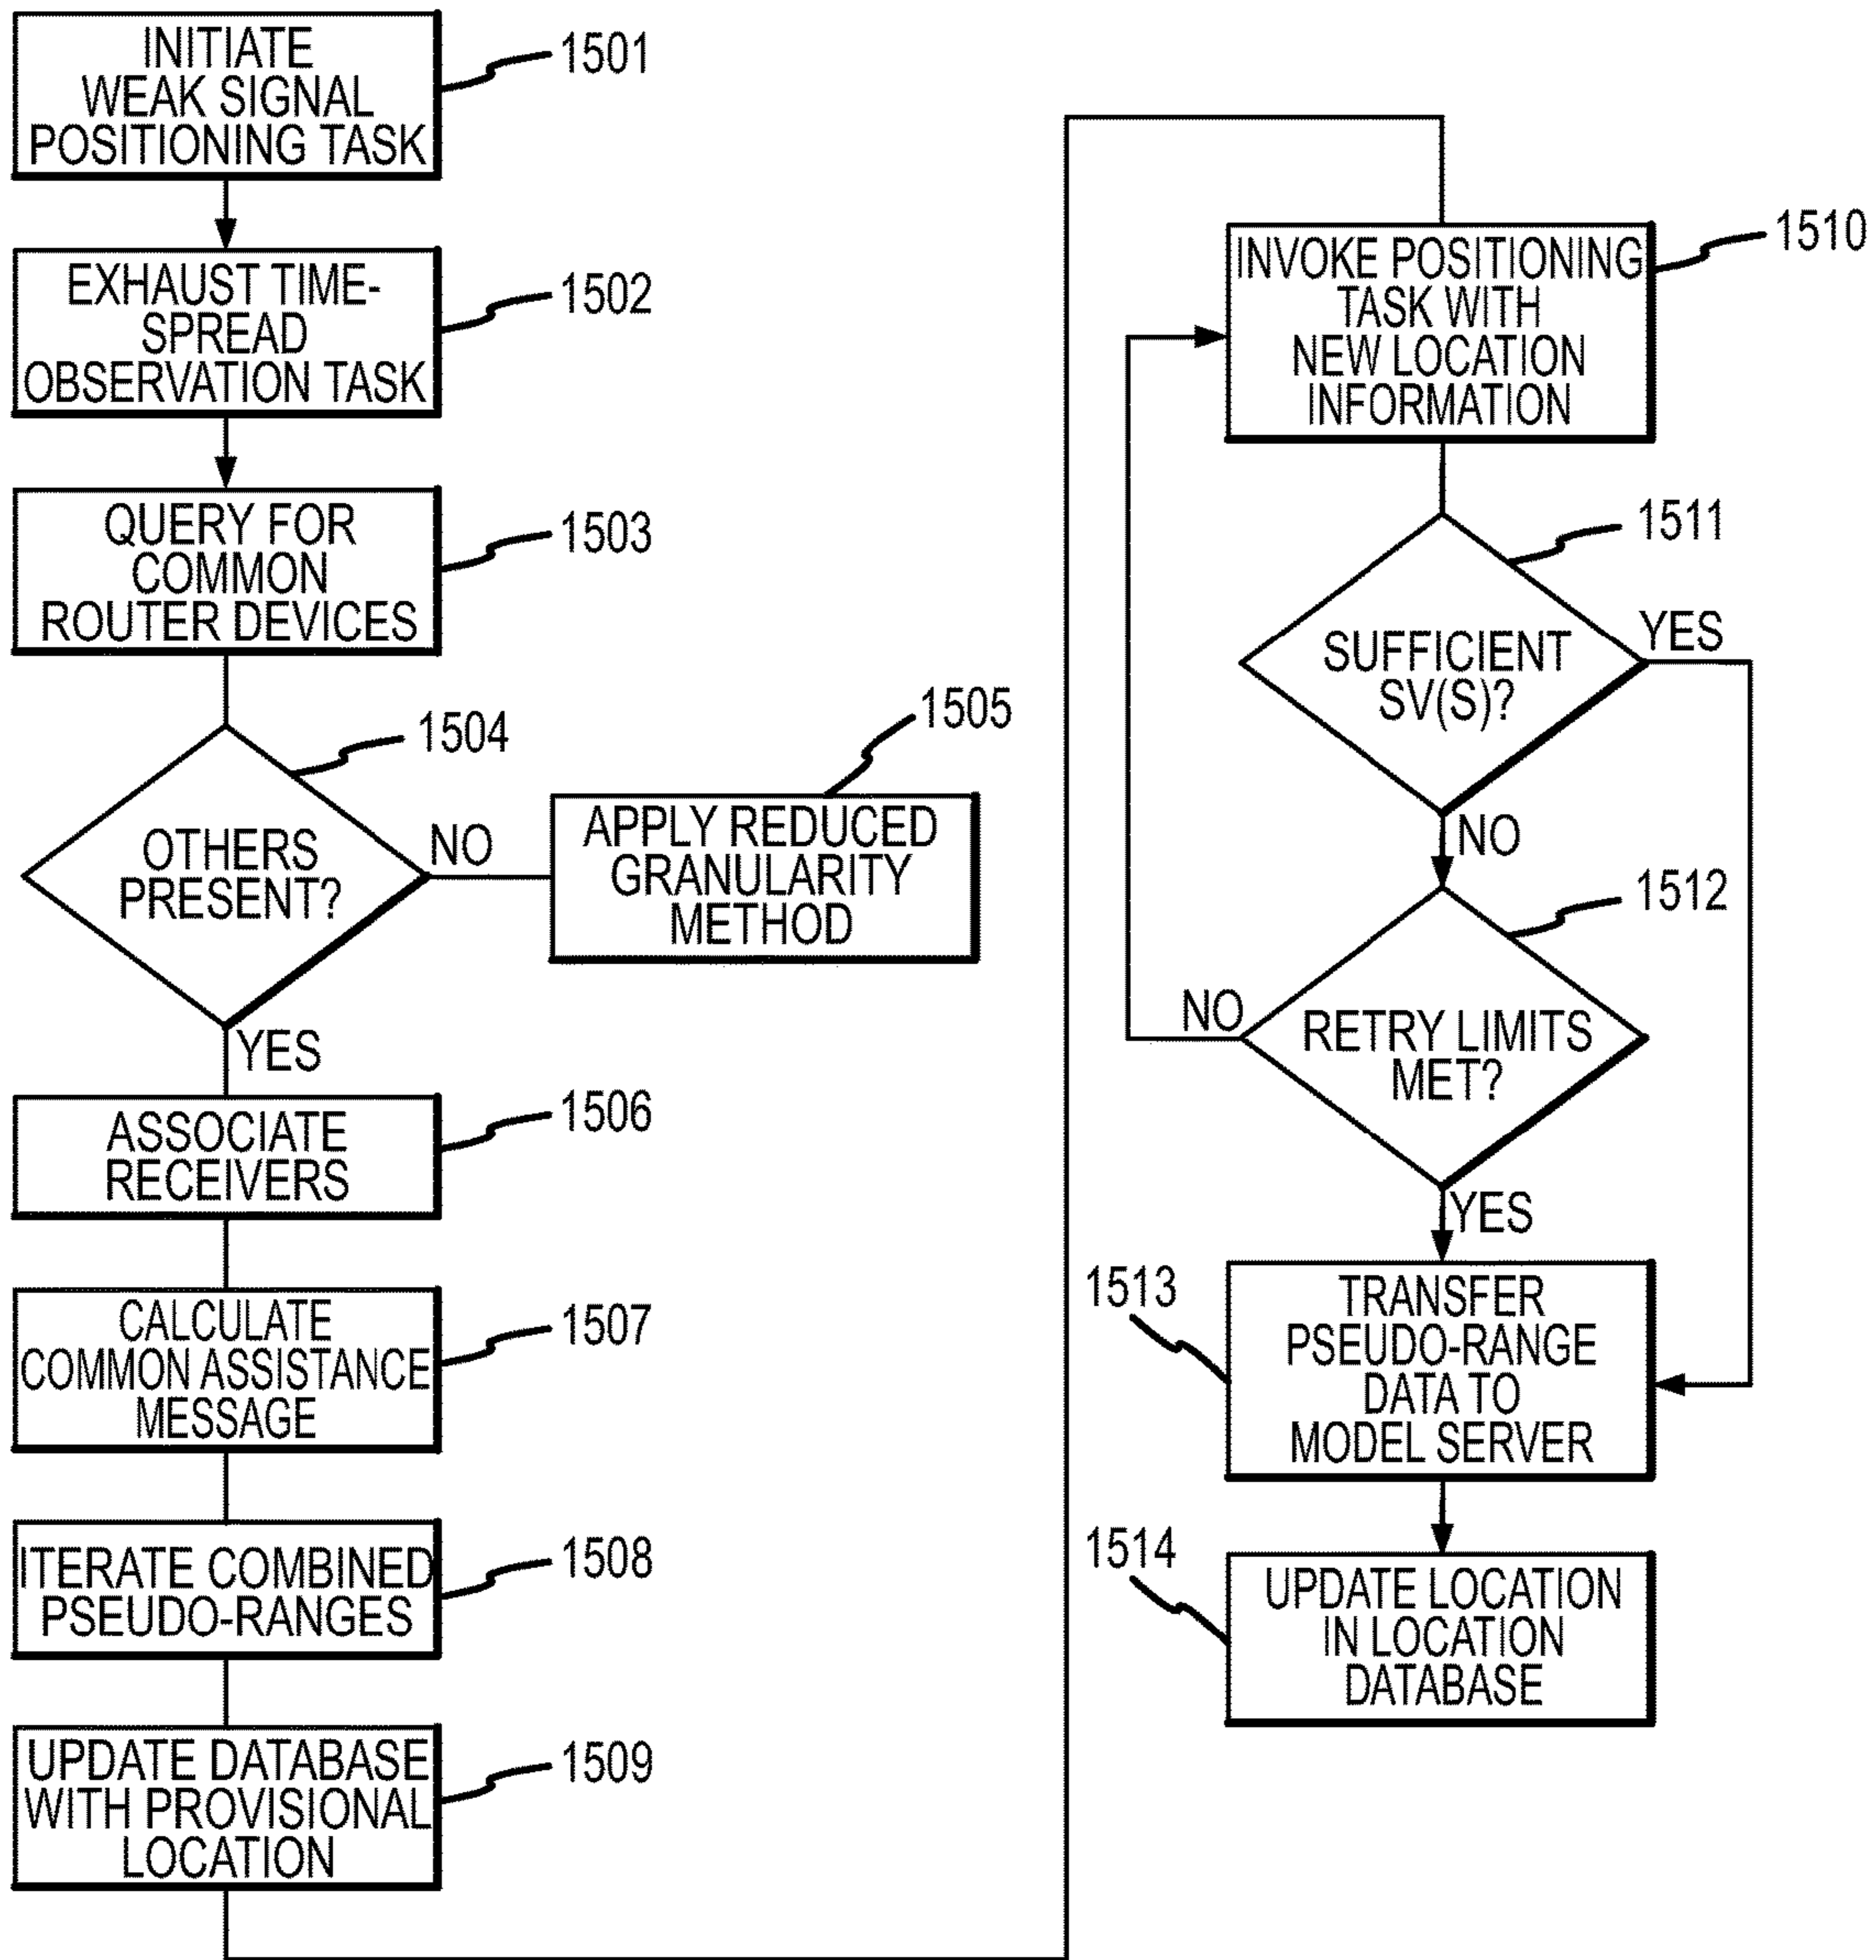 INITIATE
WEAK SIGNAL
POSITIONING TASK
1501
EXHAUST TIME-
SPREAD
OBSERVATION TASK
1502
QUERY FOR
COMMON
ROUTER DEVICES
1503
OTHERS
PRESENT?
1504
NO
YES
APPLY REDUCED
GRANULARITY
METHOD
1505
ASSOCIATE
RECEIVERS
1506
CALCULATE
COMMON ASSISTANCE
MESSAGE
1507
ITERATE COMBINED
PSEUDO-RANGES
1508
UPDATE DATABASE
WITH PROVISIONAL
LOCATION
1509
INVOKE POSITIONING
TASK WITH
NEW LOCATION
INFORMATION
1510
SUFFICIENT
SV(S)?
1511
YES
NO
RETRY LIMITS
MET?
1512
NO
YES
TRANSFER
PSEUDO-RANGE
DATA TO
MODEL SERVER
1513
UPDATE LOCATION
IN LOCATION
DATABASE
1514